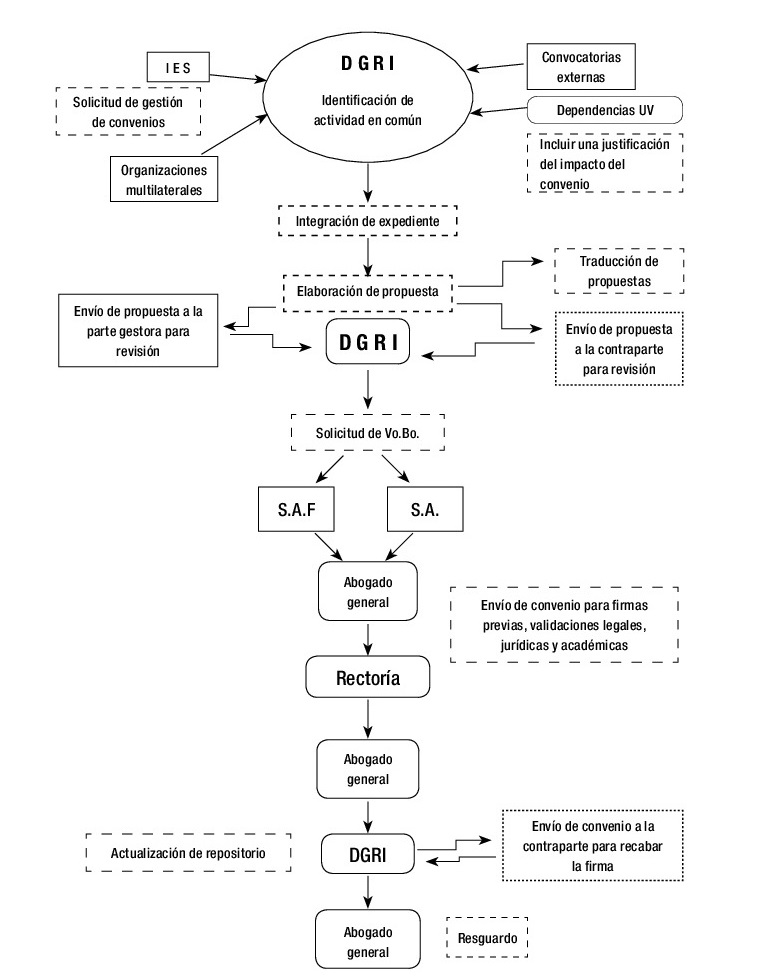 DGRI
Identificación de
actividad en común
IES
Solicitud de gestión
de convenios
Organizaciones
multilaterales
Convocatorias
externas
Dependencias UV
Incluir una justificación
del impacto del
convenio
Integración de expediente
Elaboración de propuesta
Traducción de
propuestas
Envío de propuesta a la
parte gestora para
revisión
DGRI
Envío de propuesta
a la contraparte
para revisión
Solicitud de Vo.Bo.
S.A.F
S.A.
Abogado
general
Envío de convenio para firmas
previas, validaciones legales,
jurídicas y académicas
Rectoría
Abogado
general
Actualización de repositorio
DGRI
Envío de convenio a la
contraparte para recabar
la firma
Abogado
general
Resguardo